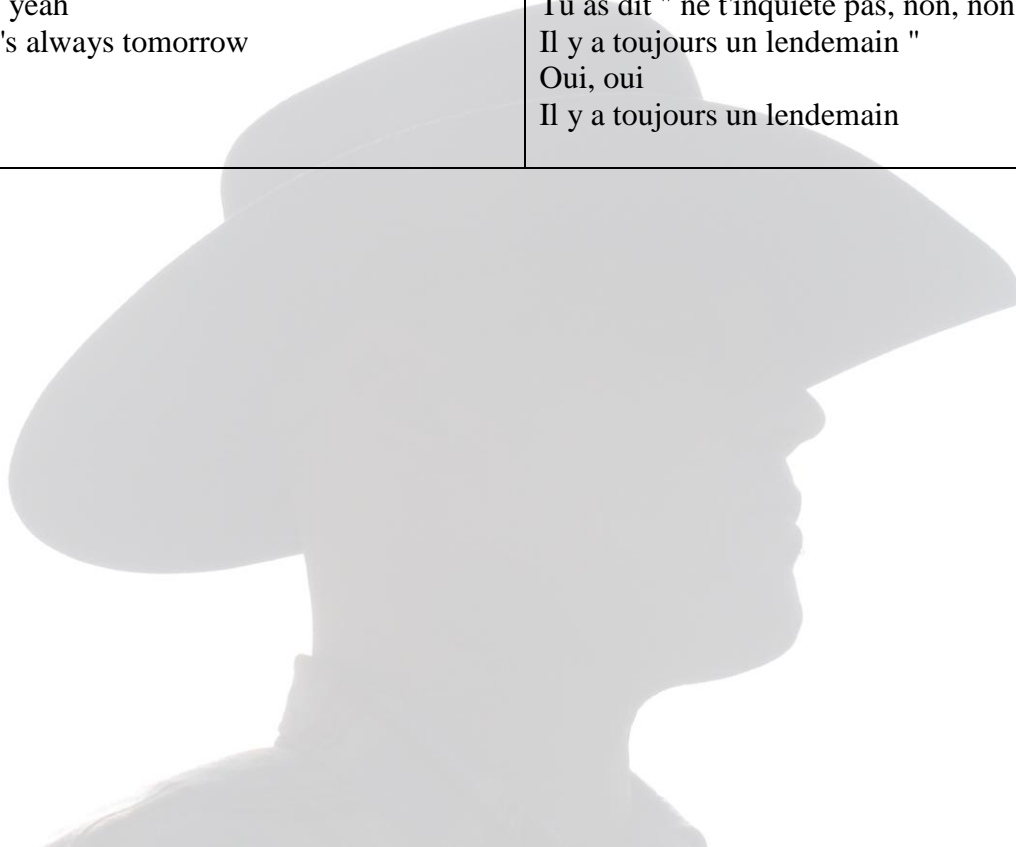 yeah
's always tomorrow
Tu as dit " ne t'inquiète pas, non, non
Il y a toujours un lendemain "
Oui, oui
Il y a toujours un lendemain